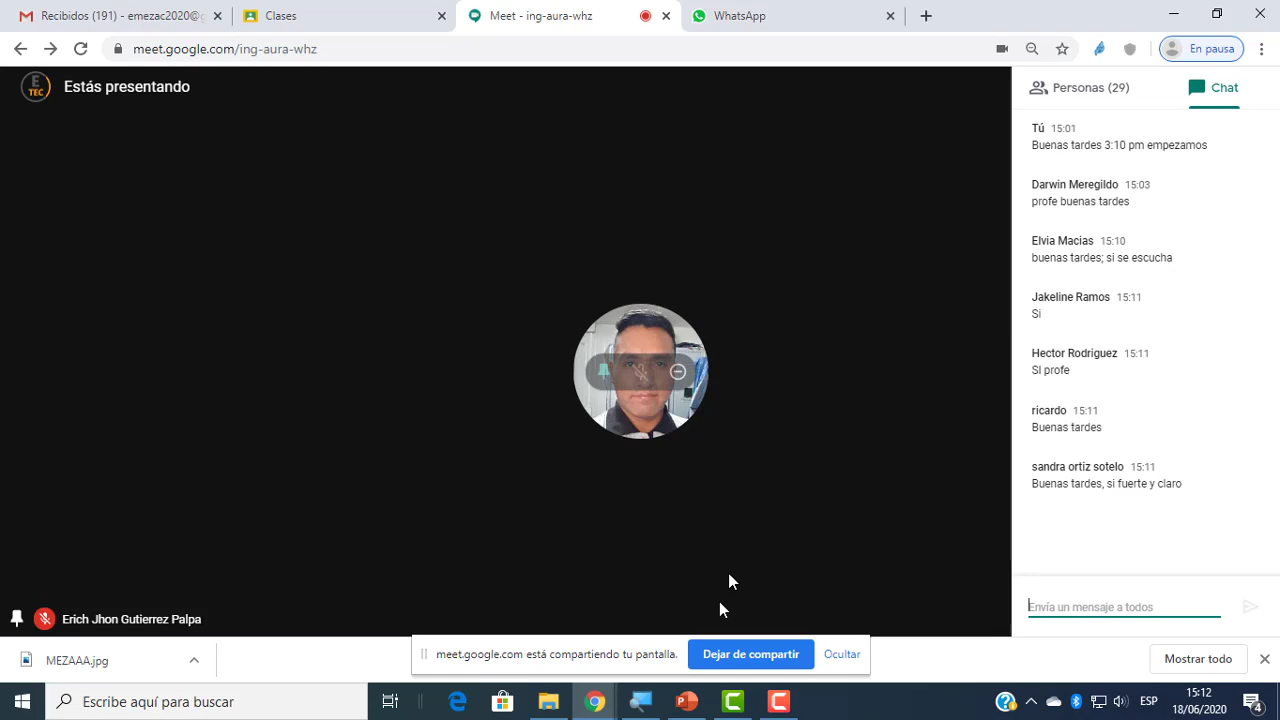 Recibidos (191) - emezac2020@g
Clases
Meet - ing-aura-whz
WhatsApp
meet.google.com/ing-aura-whz
En pausa
E
TEC
Estás presentando
Personas (29)
Chat
Tú 15:01
Buenas tardes 3:10 pm empezamos
Darwin Meregildo 15:03
profe buenas tardes
Elvia Macias 15:10
buenas tardes; si se escucha
Jakeline Ramos 15:11
Si
Hector Rodriguez 15:11
SI profe
ricardo 15:11
Buenas tardes
sandra ortiz sotelo 15:11
Buenas tardes, si fuerte y claro
Envía un mensaje a todos
Erich Jhon Gutierrez Palpa
meet.google.com está compartiendo tu pantalla.
Dejar de compartir
Ocultar
MEZAAA.jpg
Mostrar todo
Escribe aquí para buscar
ESP
15:12
18/06/2020
4